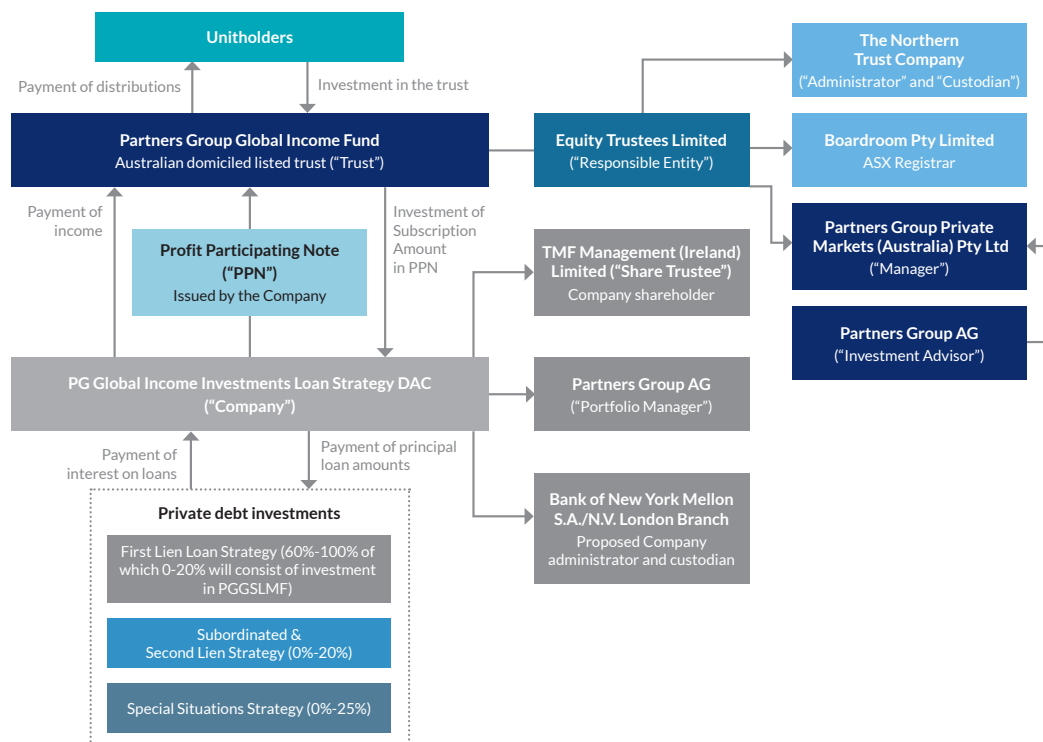 Unitholders
Payment of distributions
Investment in the trust
Partners Group Global Income Fund
Australian domiciled listed trust (“Trust”)
Equity Trustees Limited
(“Responsible Entity”)
The Northern
Trust Company
(“Administrator” and “Custodian”)
Boardroom Pty Limited
ASX Registrar
Partners Group Private
Markets (Australia) Pty Ltd
(“Manager”)
Partners Group AG
(“Investment Advisor”)
Payment of
income
Profit Participating Note
(“PPN”)
Issued by the Company
Investment of
Subscription
Amount
in PPN
TMF Management (Ireland)
Limited (“Share Trustee”)
Company shareholder
PG Global Income Investments Loan Strategy DAC
(“Company”)
Partners Group AG
(“Portfolio Manager”)
Payment of
interest on loans
Payment of principal
loan amounts
Bank of New York Mellon
S.A./N.V. London Branch
Proposed Company
administrator and custodian
Private debt investments
First Lien Loan Strategy (60%-100% of
which 0-20% will consist of investment
in PGGSLMF)
Subordinated &
Second Lien Strategy (0%-20%)
Special Situations Strategy (0%-25%)